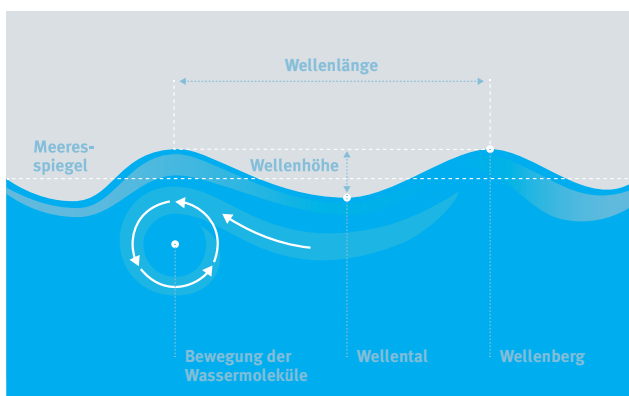 Wellenlänge
Meeres-
spiegel
Wellenhöhe
Bewegung der
Wassermoleküle
Wellental
Wellenberg